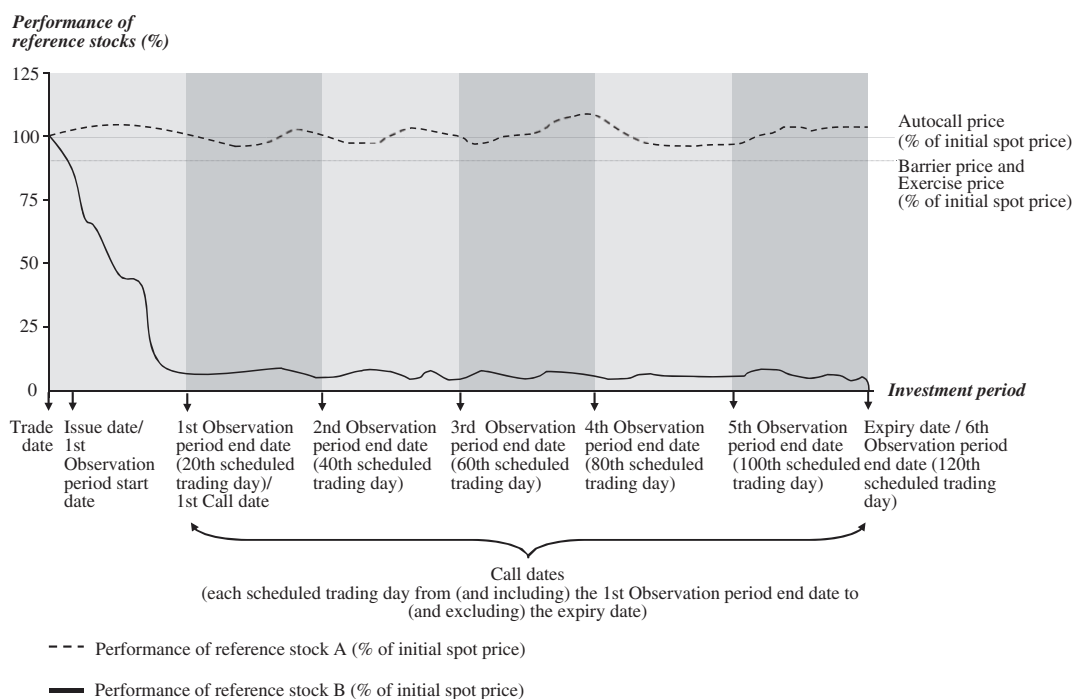 Performance of
reference stocks (%)
125
100
75
50
25
0
Autocall price
(% of initial spot price)
Barrier price and
Exercise price
(% of initial spot price)
Investment period
Trade
date
Issue date/
1st
Observation
period start
date
1st Observation
period end date
(20th scheduled
trading day)/
1st Call date
2nd Observation
period end date
(40th scheduled
trading day)
3rd Observation
period end date
(60th scheduled
trading day)
4th Observation
period end date
(80th scheduled
trading day)
5th Observation
period end date
(100th scheduled
trading day)
Expiry date / 6th
Observation period
end date (120th
scheduled trading
day)
Call dates
(each scheduled trading day from (and including) the 1st Observation period end date to
(and excluding) the expiry date)
Performance of reference stock A (% of initial spot price)
Performance of reference stock B (% of initial spot price)